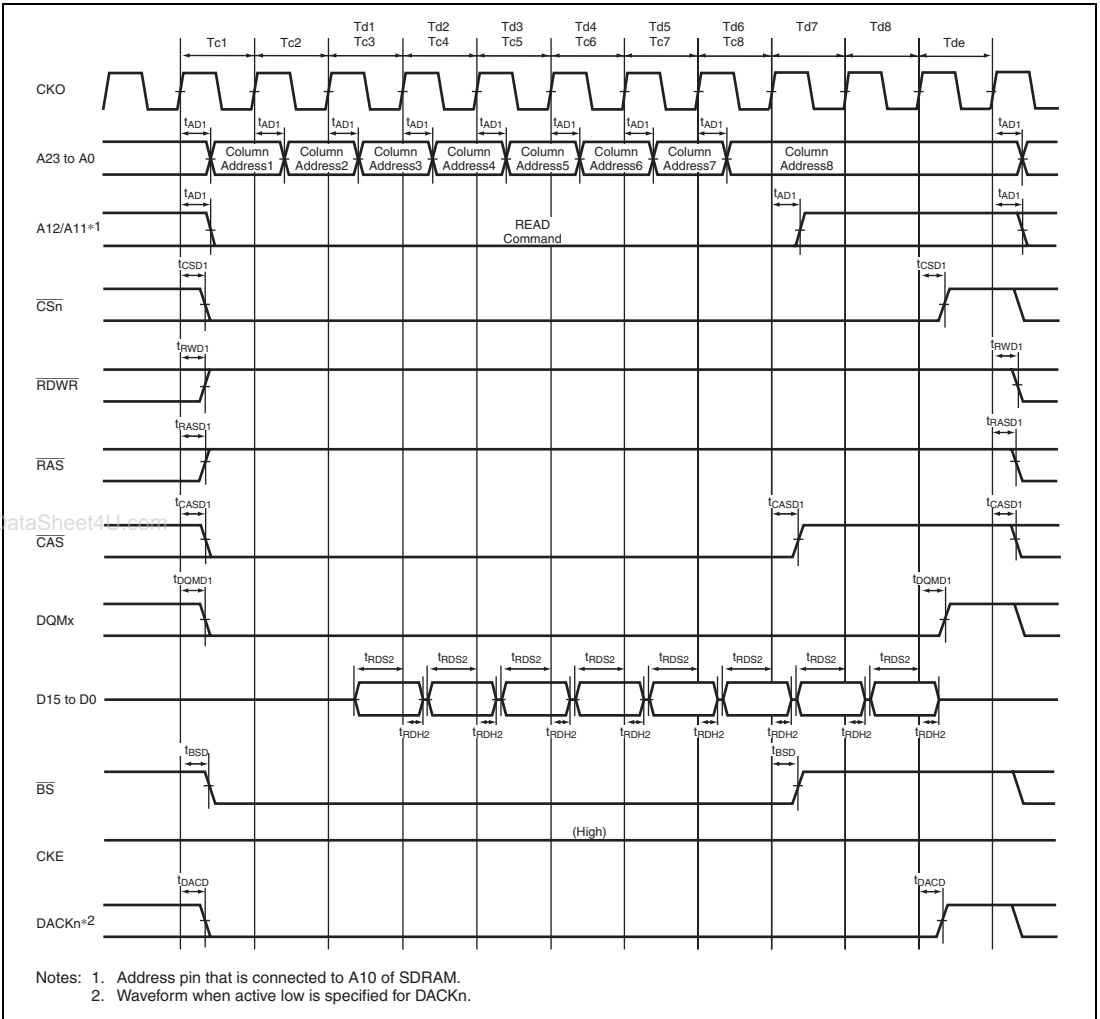 Td1 Td2 Td3 Td4 Td5 Td6
Tc1 Tc2 Tc3 Tc4 Tc5 Tc6 Tc7 Tc8 Td7 Td8 Tde
CKO
tAD1 tAD1 tAD1 tAD1 tAD1 tAD1 tAD1 tAD1 tAD1
A23 to A0
Column Address1
Column Address2
Column Address3
Column Address4
Column Address5
Column Address6
Column Address7
Column Address8
tAD1 tAD1 tAD1
A12/A11*1
READ
Command
tCSD1 tCSD1
CSn
tRWD1 tRWD1
RDWR
tRASD1 tRASD1
RAS
tCASD1 tCASD1 tCASD1
DataSheet4U.com
CAS
tDQMD1 tDQMD1
DQMx
tRDS2 tRDS2 tRDS2 tRDS2 tRDS2 tRDS2 tRDS2 tRDS2
D15 to D0
tRDH2 tRDH2 tRDH2 tRDH2 tRDH2 tRDH2 tRDH2 tRDH2
tBSD tBSD
BS
(High)
CKE
tDACD tDACD
DACKn*2
Notes: 1. Address pin that is connected to A10 of SDRAM.
2. Waveform when active low is specified for DACKn.